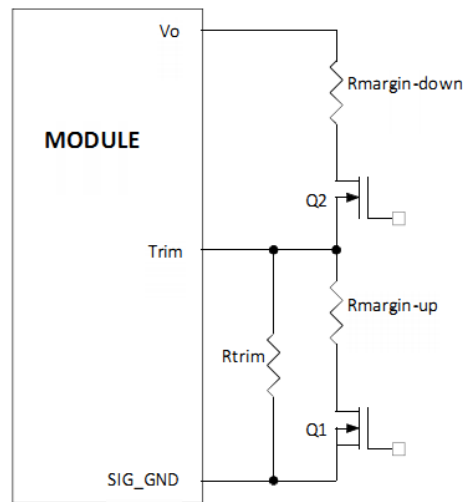 Vo
Rmargin-down
MODULE
Q2
Trim
Rmargin-up
Rtrim
Q1
SIG_GND